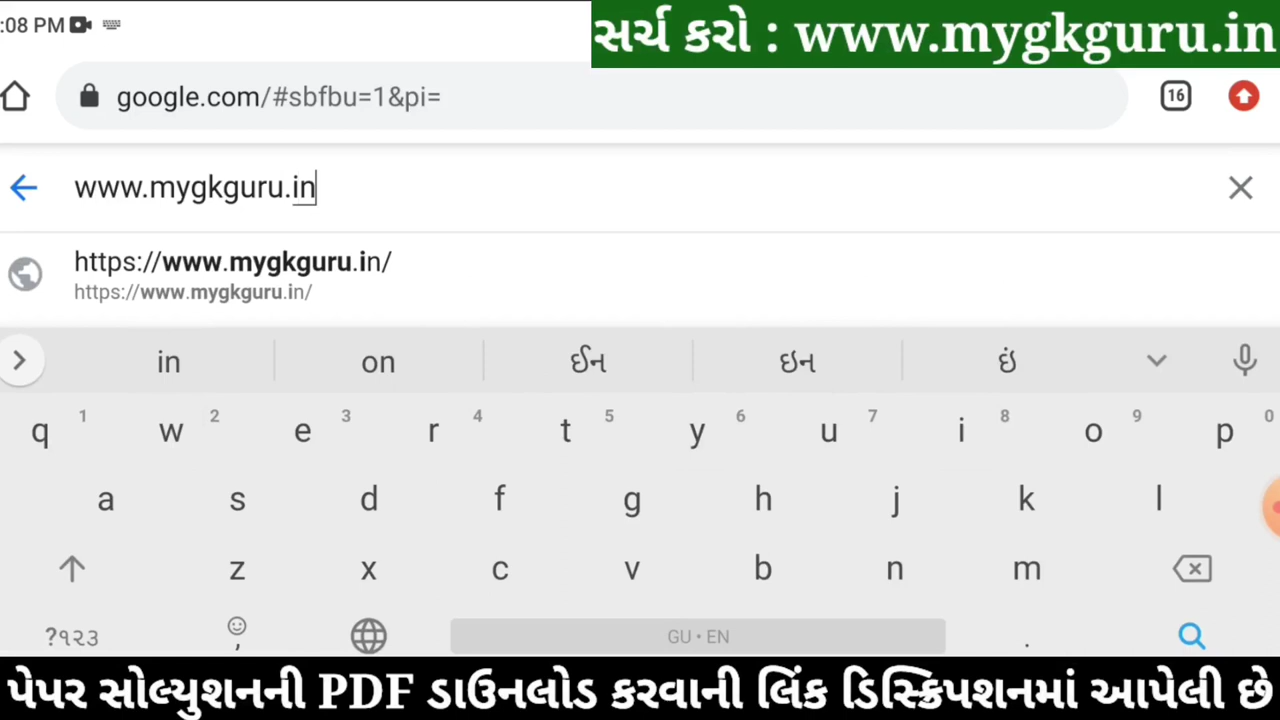 :08 PM
સર્ચ કરો : www.mygkguru.in
google.com/#sbfbu=1&pi=
16
www.mygkguru.in
https://www.mygkguru.in/
https://www.mygkguru.in/
in on ઈન ઇન ઇં
q 1 w 2 e 3 r 4 t 5 y 6 u 7 i 8 o 9 p 0
a s d f g h j k l
z x c v b n m
?૧૨૩ , GU • EN .
પેપર સોલ્યુશનની PDF ડાઉનલોડ કરવાની લિંક ડિસ્ક્રિપશનમાં આપેલી છે